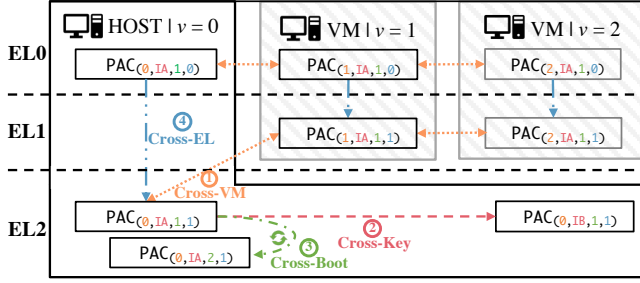 HOST | v = 0
VM | v = 1
VM | v = 2
EL0
PAC(0,IA,1,0)
PAC(1,IA,1,0)
PAC(2,IA,1,0)
EL1
④
Cross-EL
PAC(1,IA,1,1)
PAC(2,IA,1,1)
①
Cross-VM
EL2
PAC(0,IA,1,1)
②
Cross-Key
PAC(0,IB,1,1)
③
Cross-Boot
PAC(0,IA,2,1)